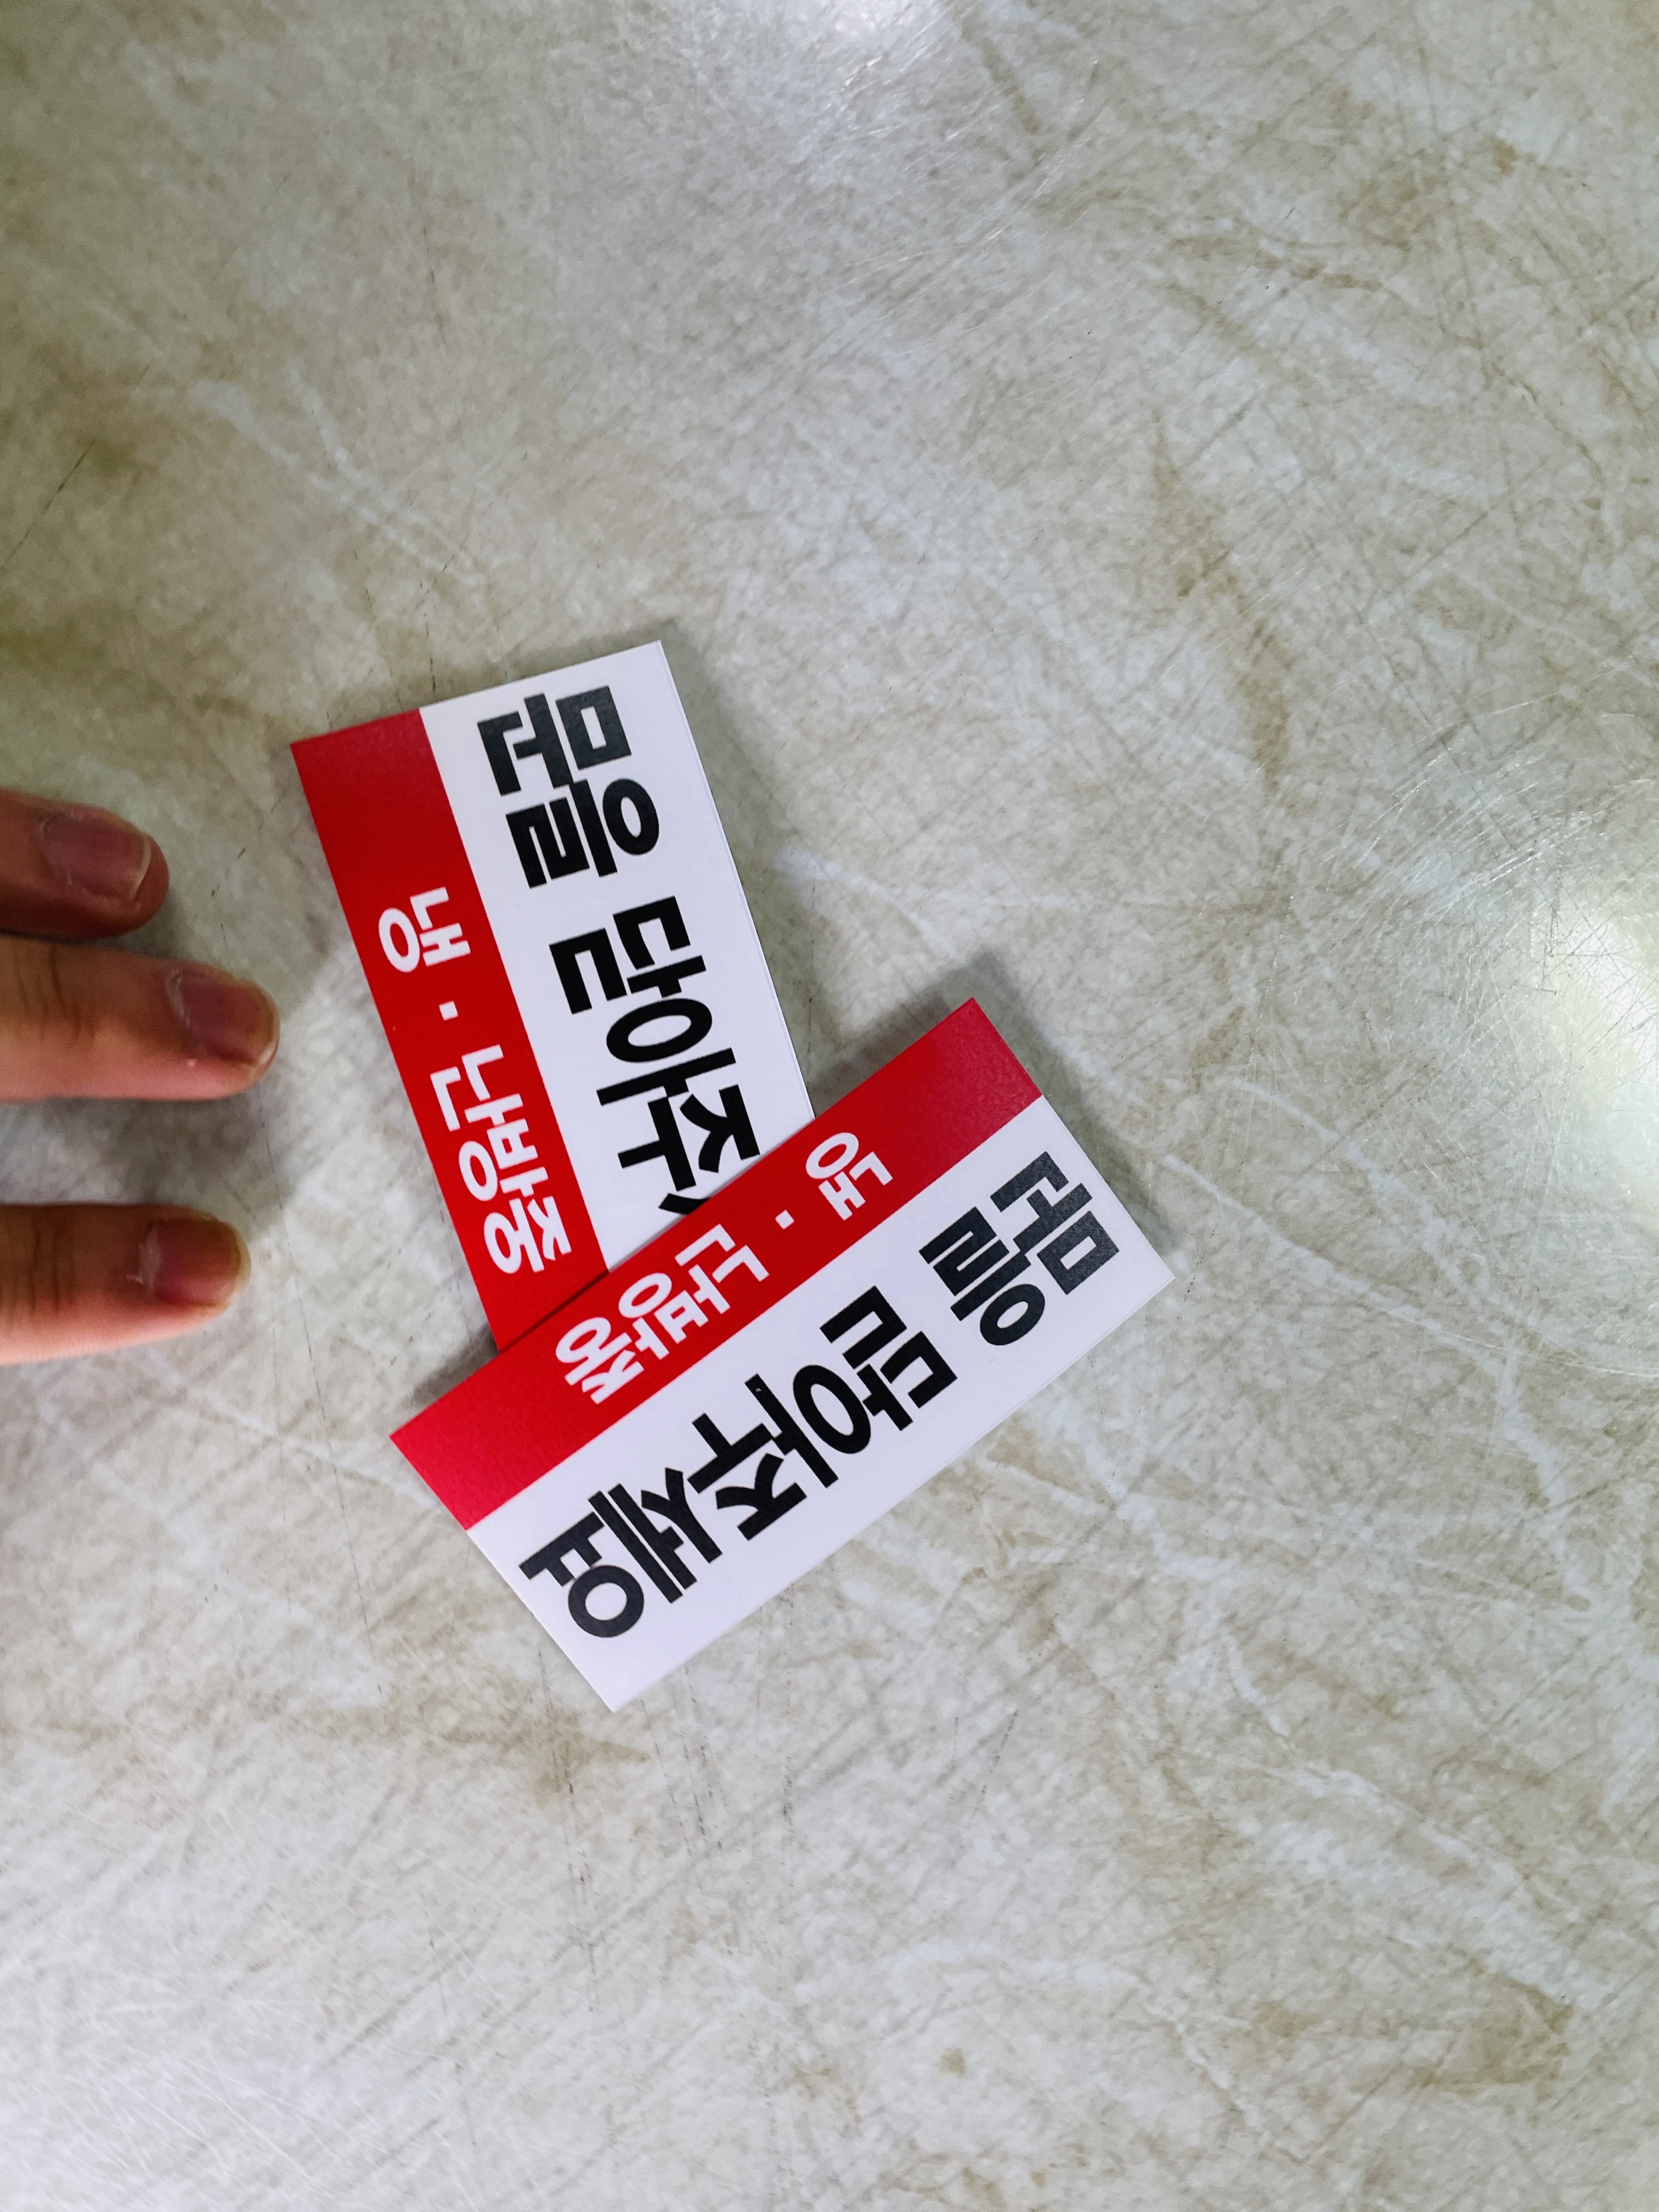 문을 닫아주
냉 · 난방중
문을 닫아주세요
냉 · 난방중